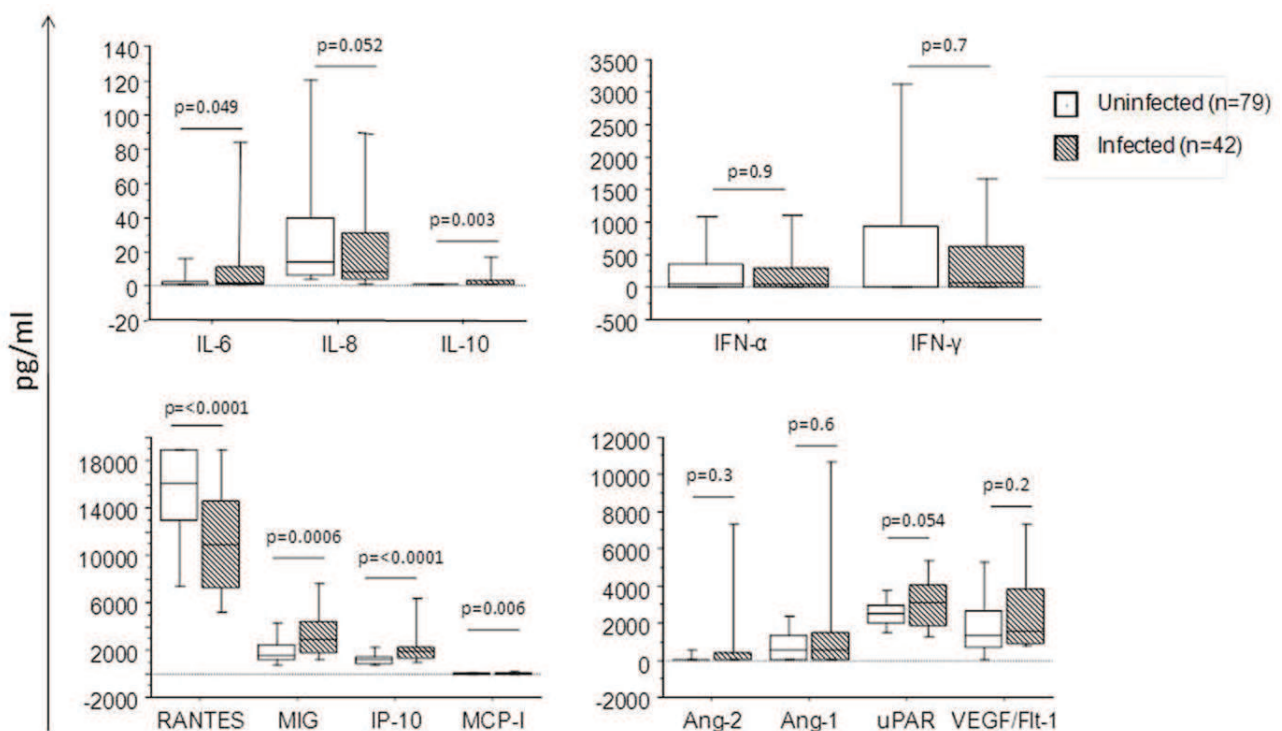 pg/ml
p=0.052
p=0.049
p=0.003
140
120
100
80
60
40
20
0
-20
IL-6 IL-8 IL-10
p=0.7
p=0.9
3500
3000
2500
2000
1500
1000
500
0
-500
IFN-α IFN-γ
Uninfected (n=79)
Infected (n=42)
p=<0.0001
p=0.0006
p=<0.0001
p=0.006
18000
14000
10000
6000
2000
-2000
RANTES MIG IP-10 MCP-I
p=0.6
p=0.3
p=0.2
p=0.054
12000
10000
8000
6000
4000
2000
0
-2000
Ang-2 Ang-1 uPAR VEGF/Flt-1